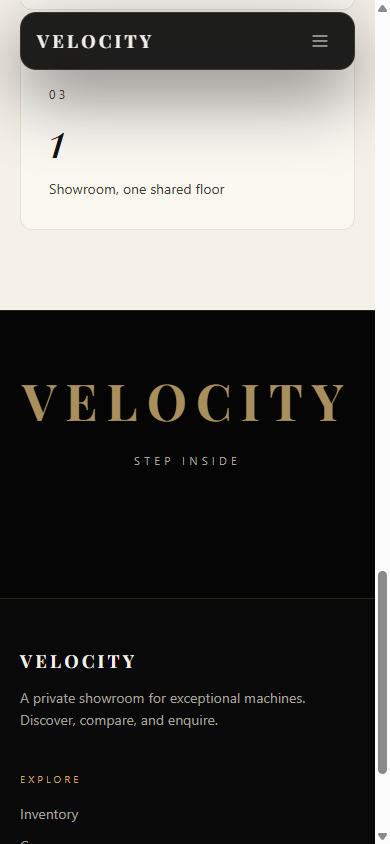 VELOCITY
03
1
Showroom, one shared floor
VELOCITY
STEP INSIDE
VELOCITY
A private showroom for exceptional machines.
Discover, compare, and enquire.
EXPLORE
Inventory